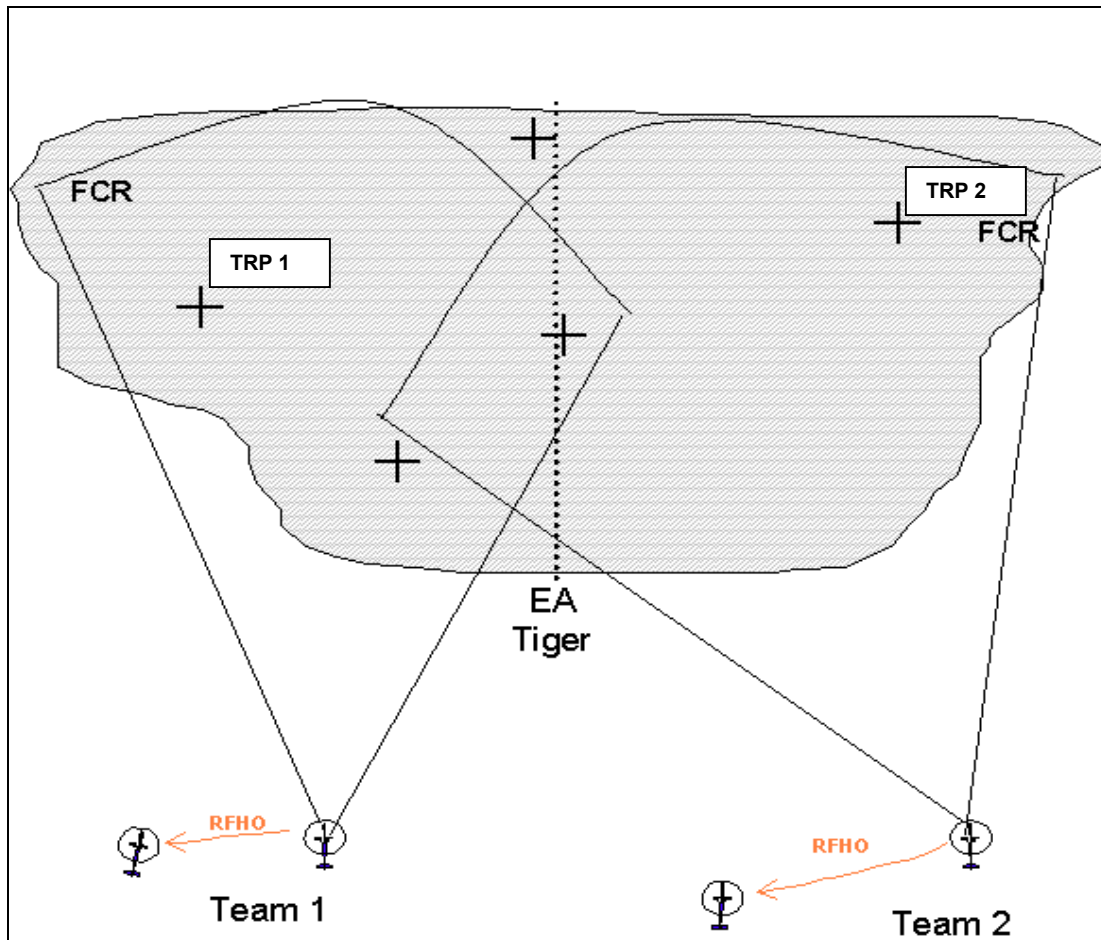 FCR
TRP 2
FCR
TRP 1
EA
Tiger
RFHO
RFHO
Team 1
Team 2